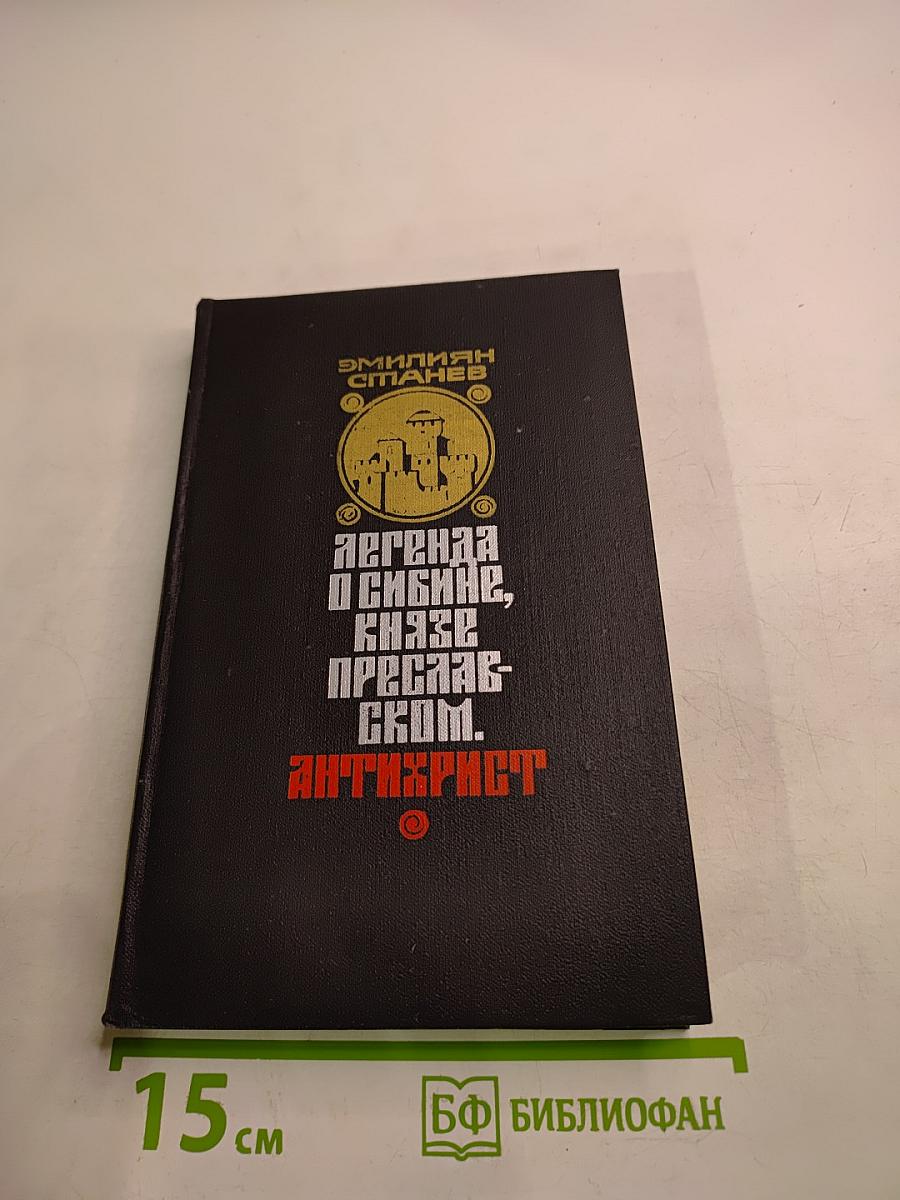 ЭМИЛИЯН
СТАНЕВ
ЛЕГЕНДА
О СИБИНЕ,
КНЯЗЕ
ПРЕСЛАВ-
СКОМ.
АНТИХРИСТ
15 см
БФ БИБЛИОФАН